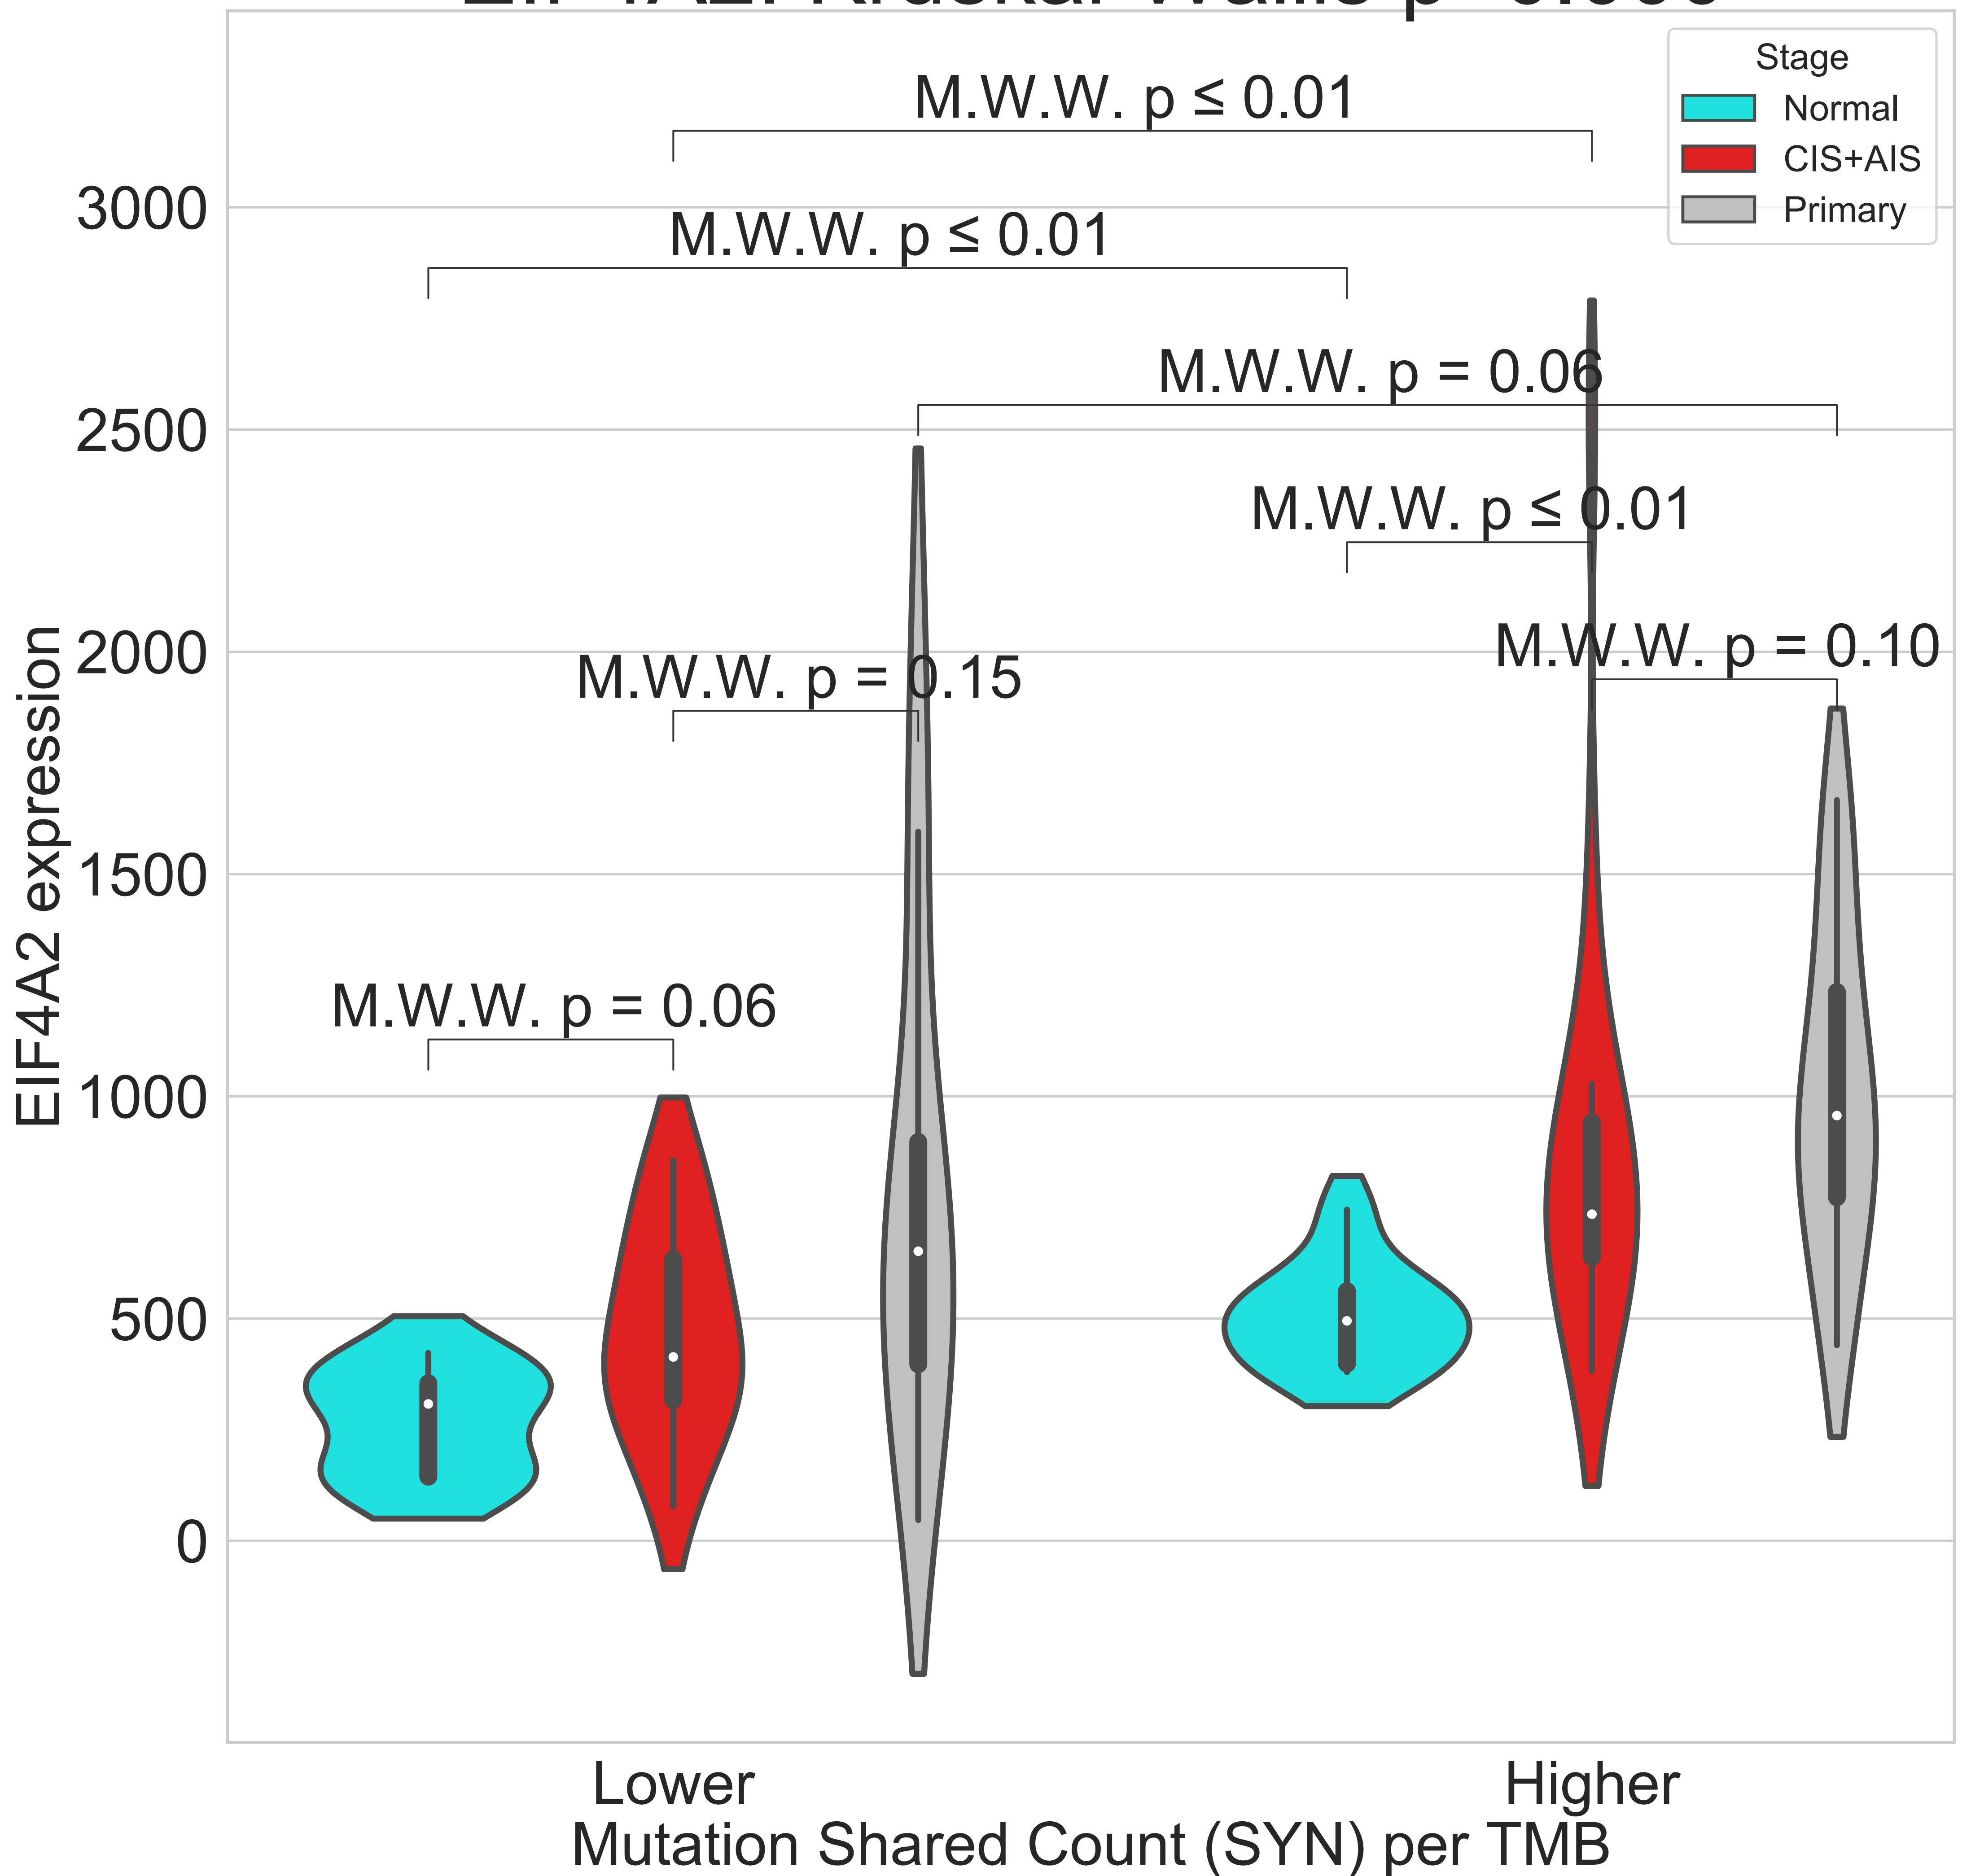 Stage
Normal
CIS+AIS
Primary
M.W.W. p ≤ 0.01
M.W.W. p ≤ 0.01
M.W.W. p = 0.06
M.W.W. p ≤ 0.01
M.W.W. p = 0.10
M.W.W. p = 0.15
M.W.W. p = 0.06
EIF4A2 expression
3000
2500
2000
1500
1000
500
0
Lower
Higher
Mutation Shared Count (SYN) per TMB